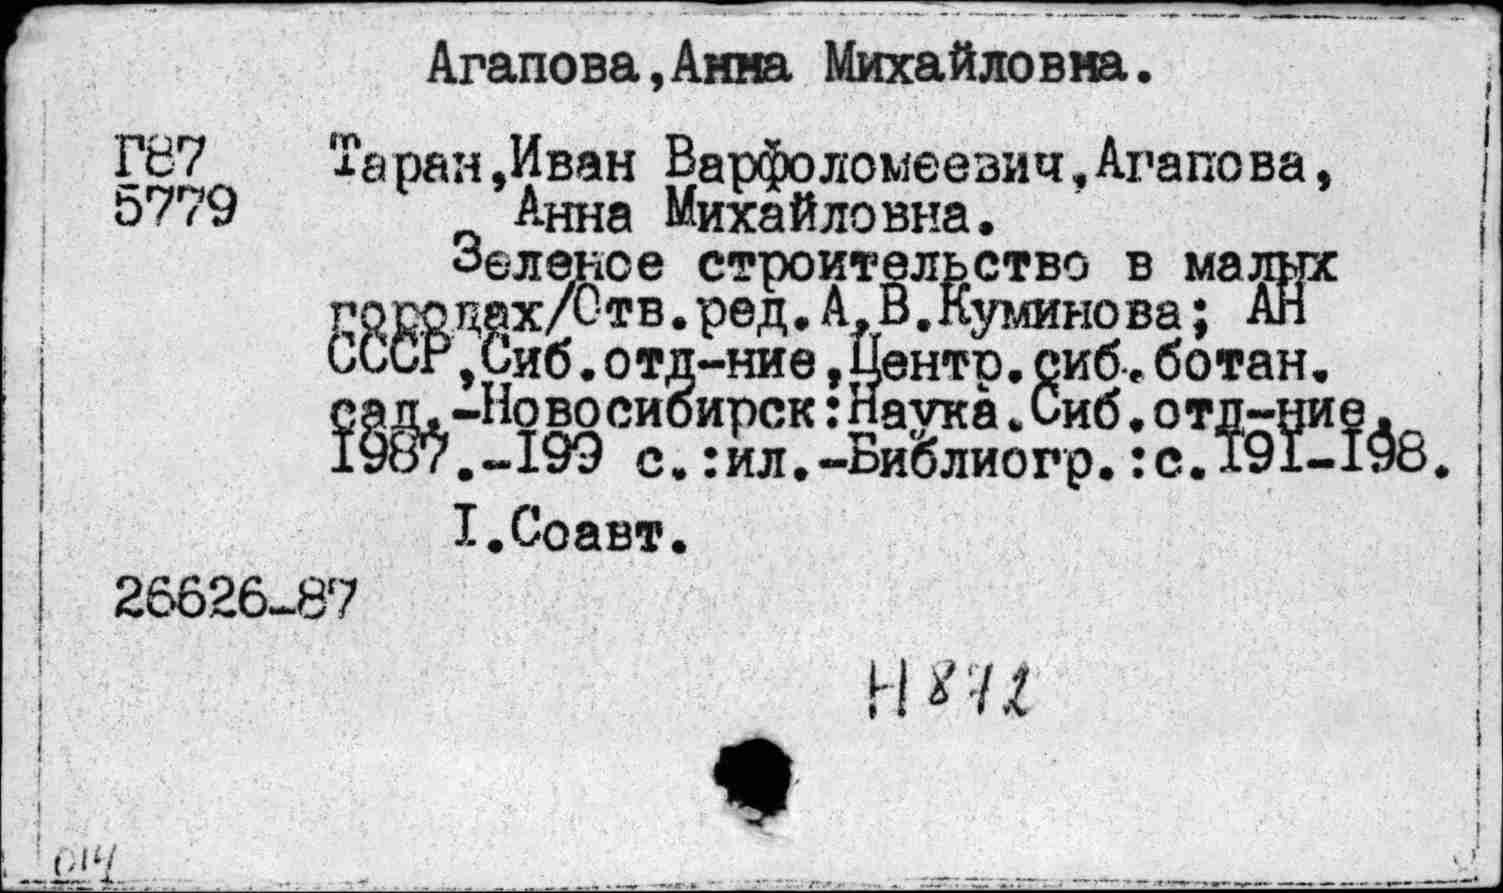 Агапова,Анна Михайловна.
Г87
5779
Таран,Иван Варфоломеевич,Агапова,
Анна Михайловна.
Зеленое строительство в малых
городах/Отв.ред.А.В.Куминова; АН
СССР,Сиб.отд-ние,Центр.сиб.ботан.
сад.-Новосибирск:Наука.Сиб.отд-ние,
1987.-199 с.:ил.-Библиогр.:с.191-198.
I.Соавт.
26626-87
014